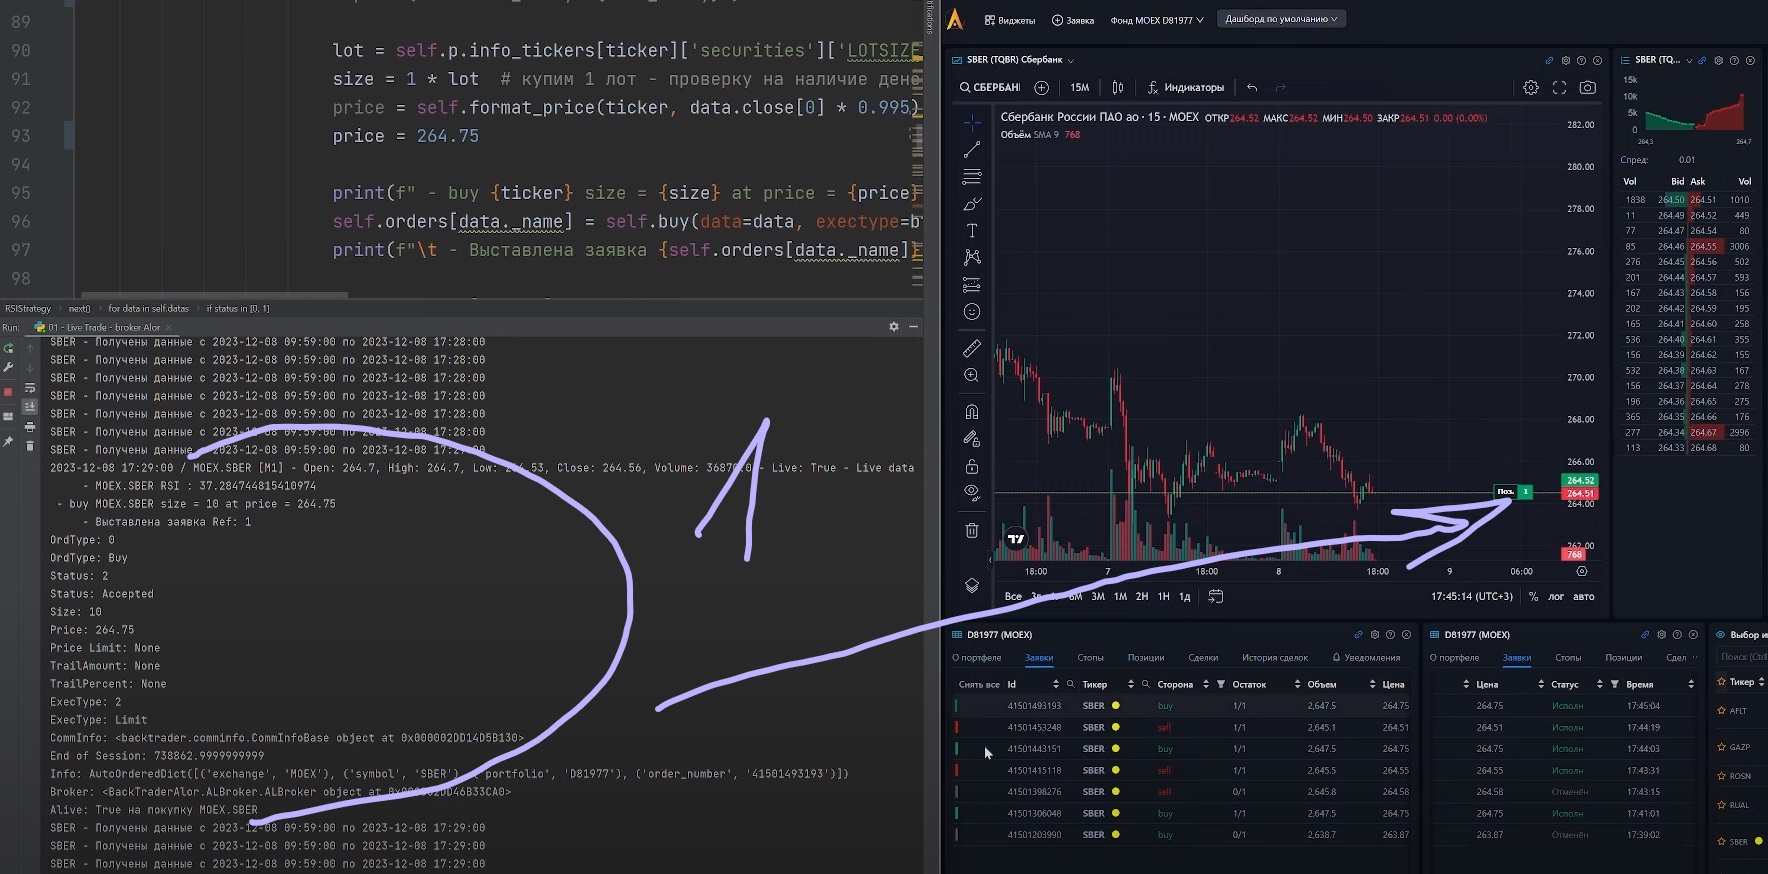 89
90 lot = self.p.info_tickers[ticker]['securities']['LOTSIZE
91 size = 1 * lot # купим 1 лот - проверку на наличие дене
92 price = self.format_price(ticker, data.close[0] * 0.995)
93 price = 264.75
94
95 print(f" - buy {ticker} size = {size} at price = {price}
96 self.orders[data._name] = self.buy(data=data, exectype=b
97 print(f"\t - Выставлена заявка {self.orders[data._name]}
98
RSIStrategy next() for data in self.datas if status in [0, 1]
Run: 01 - Live Trade - broker Alor
SBER - Получены данные с 2023-12-08 09:59:00 по 2023-12-08 17:28:00
SBER - Получены данные с 2023-12-08 09:59:00 по 2023-12-08 17:28:00
SBER - Получены данные с 2023-12-08 09:59:00 по 2023-12-08 17:28:00
SBER - Получены данные с 2023-12-08 09:59:00 по 2023-12-08 17:28:00
SBER - Получены данные с 2023-12-08 09:59:00 по 2023-12-08 17:28:00
SBER - Получены данные с 2023-12-08 09:59:00 по 2023-12-08 17:28:00
SBER - Получены данные с 2023-12-08 09:59:00 по 2023-12-08
2023-12-08 17:29:00 / MOEX.SBER [M1] - Open: 264.7, High: 264.7, Low: Close: 264.56, Volume: - Live: True - Live data
- MOEX.SBER RSI : 37.284744815410974
- buy MOEX.SBER size = 10 at price = 264.75
- Выставлена заявка Ref: 1
OrdType: 0
OrdType: Buy
Status: 2
Status: Accepted
Size: 10
Price: 264.75
Price Limit: None
TrailAmount: None
TrailPercent: None
ExecType: 2
ExecType: Limit
CommInfo: <backtrader.comminfo.CommInfoBase object at 0x000002DD14D5B130>
End of Session: 738862.9999999999
Info: AutoOrderedDict([('exchange', 'MOEX'), ('symbol', 'SBER'), ('portfolio', 'D81977'), ('order_number', '41501493193')])
Broker: <BackTraderAlor.ALBroker.ALBroker object at
Alive: True на покупку MOEX.SBER
SBER - Получены данные с 2023-12-08 09:59:00 по 2023-12-08 17:29:00
SBER - Получены данные с 2023-12-08 09:59:00 по 2023-12-08 17:29:00
SBER - Получены данные с 2023-12-08 09:59:00 по 2023-12-08 17:29:00
1
Виджеты Заявка Фонд MOEX D81977 Дашборд по умолчанию
SBER (TQBR) Сбербанк
СБЕРБАНІ 15М Индикаторы
Сбербанк России ПАО ао · 15 · MOEX ОТКР264.52 МАКС264.52 МИН264.50 ЗАКР264.51 0.00 (0.00%)
Объём SMA 9 768
282.00
280.00
278.00
276.00
274.00
272.00
270.00
268.00
266.00
264.52
Поз. 1 264.51
264.00
262.00
768
18:00 7 18:00 8 18:00 9 06:00
Все 3М 1М 2Н 1Н 1д 17:45:14 (UTC+3) % лог авто
SBER (TQ...
15k
10k
5k
0
264,3 264,7
Спред: 0.01
Vol Bid Ask Vol
1838 264.50 264.51 1010
11 264.49 264.52 449
77 264.47 264.54 80
85 264.46 264.55 3006
276 264.45 264.56 502
201 264.44 264.57 593
167 264.43 264.58 156
202 264.42 264.59 195
165 264.41 264.60 258
536 264.40 264.61 355
156 264.39 264.62 155
532 264.38 264.63 167
156 264.37 264.64 278
196 264.36 264.65 275
365 264.35 264.66 176
277 264.34 264.67 2996
113 264.33 264.68 80
D81977 (MOEX)
О портфеле Заявки Стопы Позиции Сделки История сделок Уведомления
Снять все Id Тикер Сторона Остаток Объем Цена
41501493193 SBER buy 1/1 2,647.5 264.75
41501453248 SBER sell 1/1 2,645.1 264.51
41501443151 SBER buy 1/1 2,647.5 264.75
41501415118 SBER sell 1/1 2,645.5 264.55
41501398276 SBER sell 0/1 2,645.8 264.58
41501306048 SBER buy 1/1 2,647.5 264.75
41501203990 SBER buy 0/1 2,638.7 263.87
D81977 (MOEX)
О портфеле Заявки Стопы Позиции Сдел
Цена Статус Время
264.75 Исполн 17:45:04
264.51 Исполн 17:44:19
264.75 Исполн 17:44:03
264.55 Исполн 17:43:31
264.58 Отменён 17:43:15
264.75 Исполн 17:41:01
263.87 Отменён 17:39:02
Выбор и
Поиск (Ctrl
Тикер
AFLT
GAZP
ROSN
RUAL
SBER